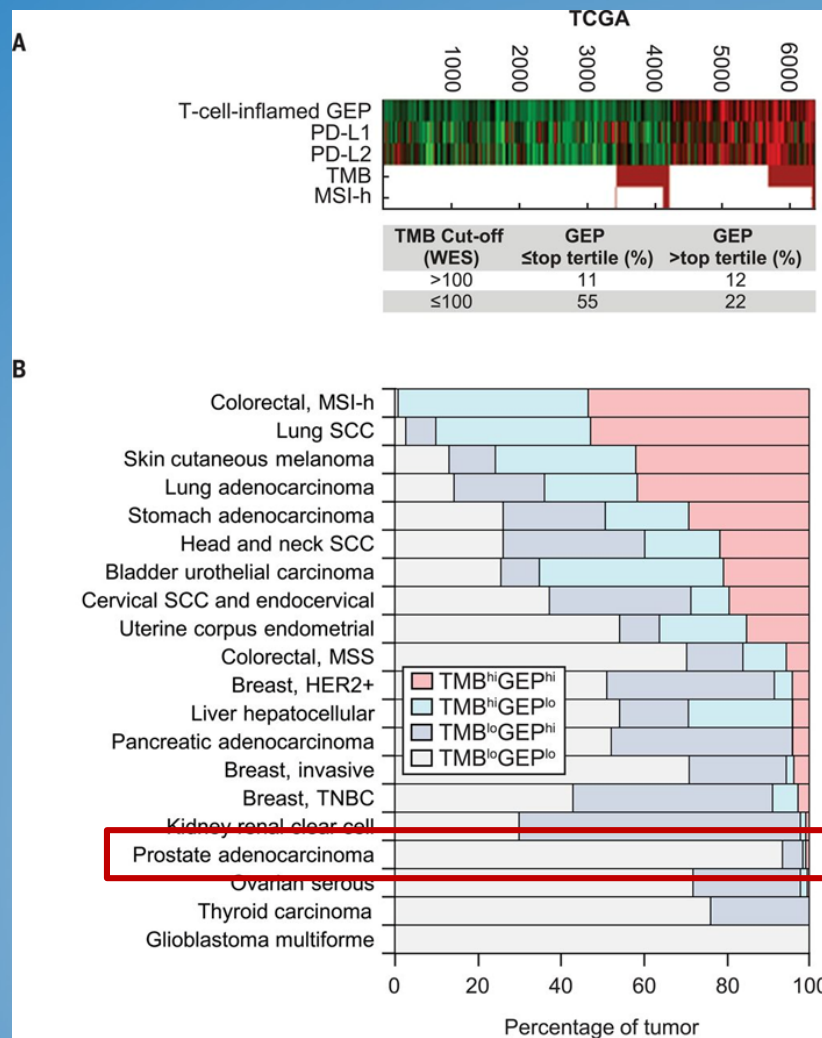 TCGA
A
1000 2000 3000 4000 5000 6000
T-cell-inflamed GEP
PD-L1
PD-L2
TMB
MSI-h
TMB Cut-off (WES) GEP ≤top tertile (%) GEP >top tertile (%)
>100 11 12
≤100 55 22
B
Colorectal, MSI-h
Lung SCC
Skin cutaneous melanoma
Lung adenocarcinoma
Stomach adenocarcinoma
Head and neck SCC
Bladder urothelial carcinoma
Cervical SCC and endocervical
Uterine corpus endometrial
Colorectal, MSS
Breast, HER2+
Liver hepatocellular
Pancreatic adenocarcinoma
Breast, invasive
Breast, TNBC
Kidney renal clear cell
Prostate adenocarcinoma
Ovarian serous
Thyroid carcinoma
Glioblastoma multiforme
TMBhiGEPhi
TMBhiGEPlo
TMBloGEPhi
TMBloGEPlo
0 20 40 60 80 100
Percentage of tumor